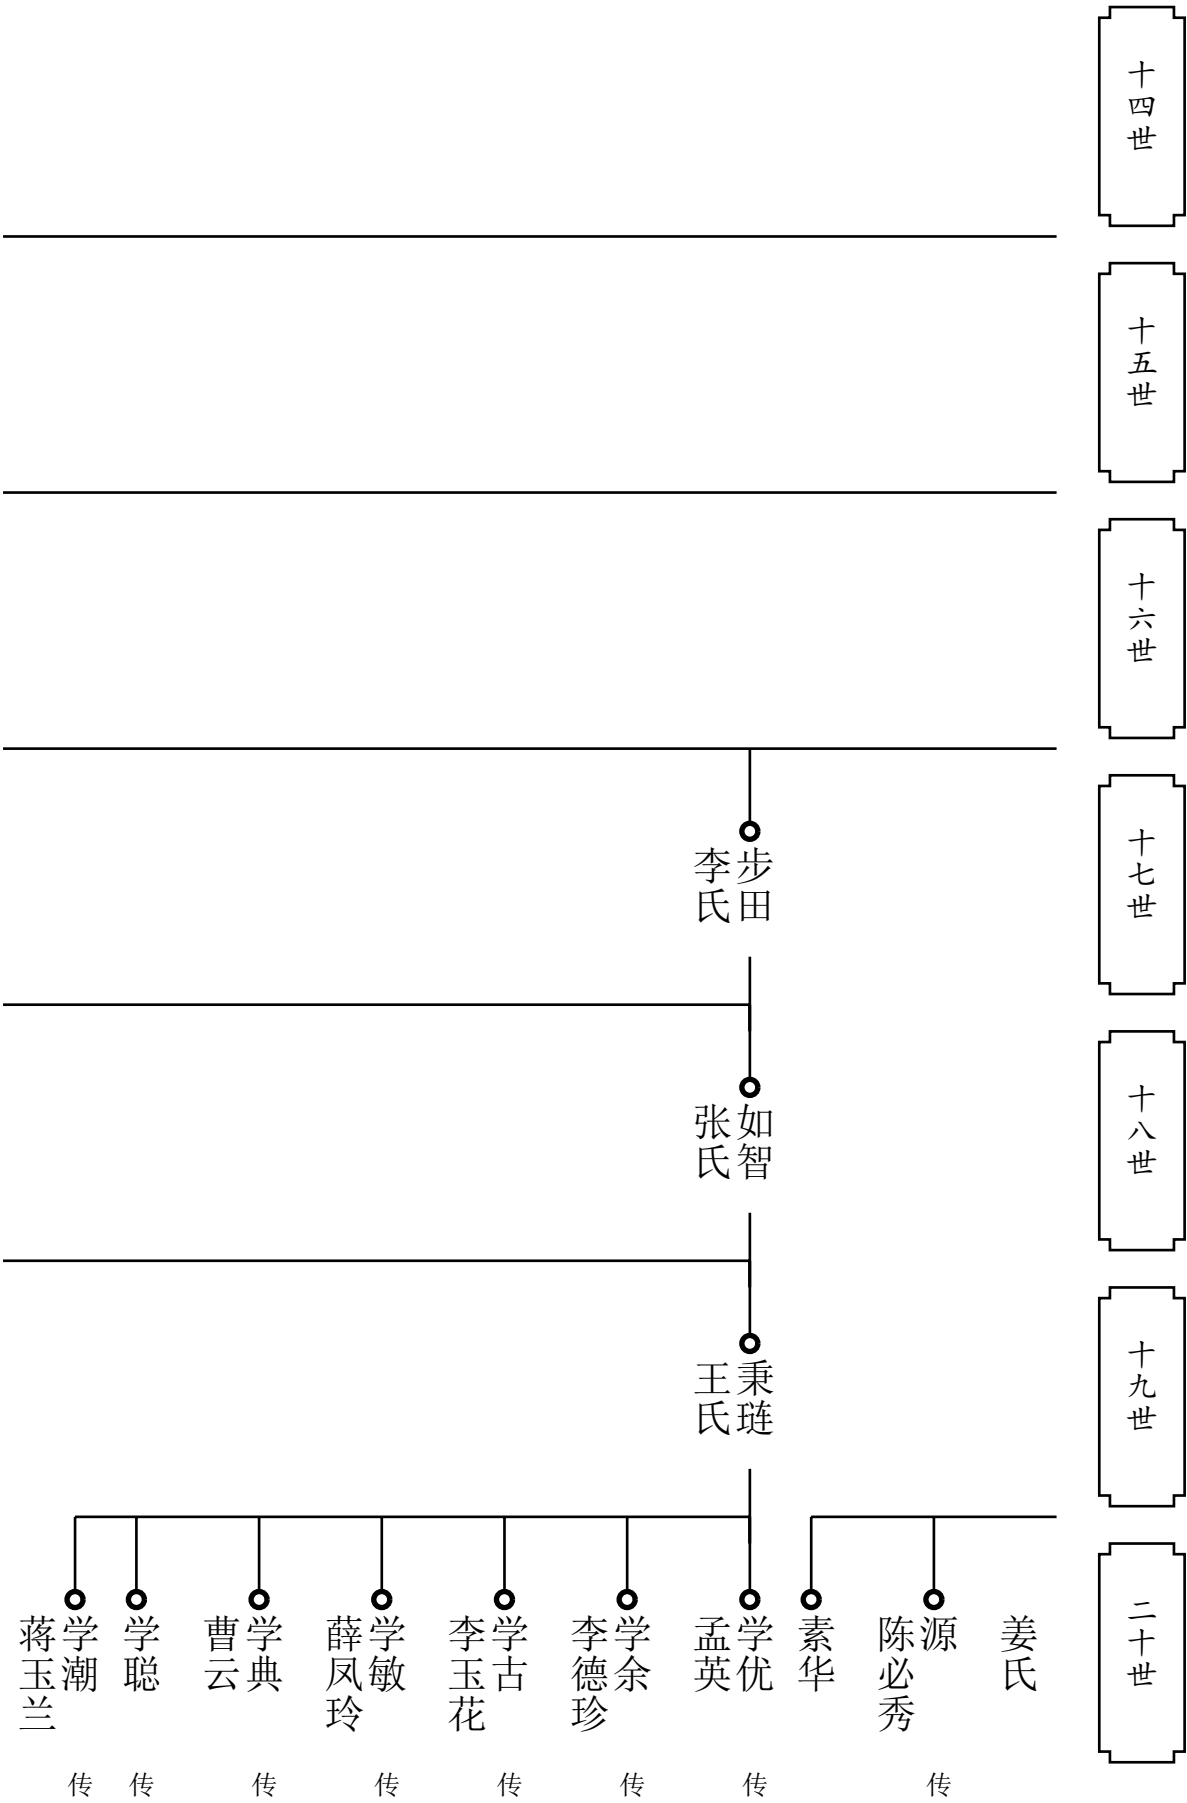 十四世
十五世
十六世
十七世
步田
李氏
十八世
如智
张氏
十九世
秉琏
王氏
二十世
姜氏
源
陈必秀
传
素华
学优
孟英
传
学余
李德珍
传
学古
李玉花
传
学敏
薛凤玲
传
学典
曹云
传
学聪
传
学潮
蒋玉兰
传